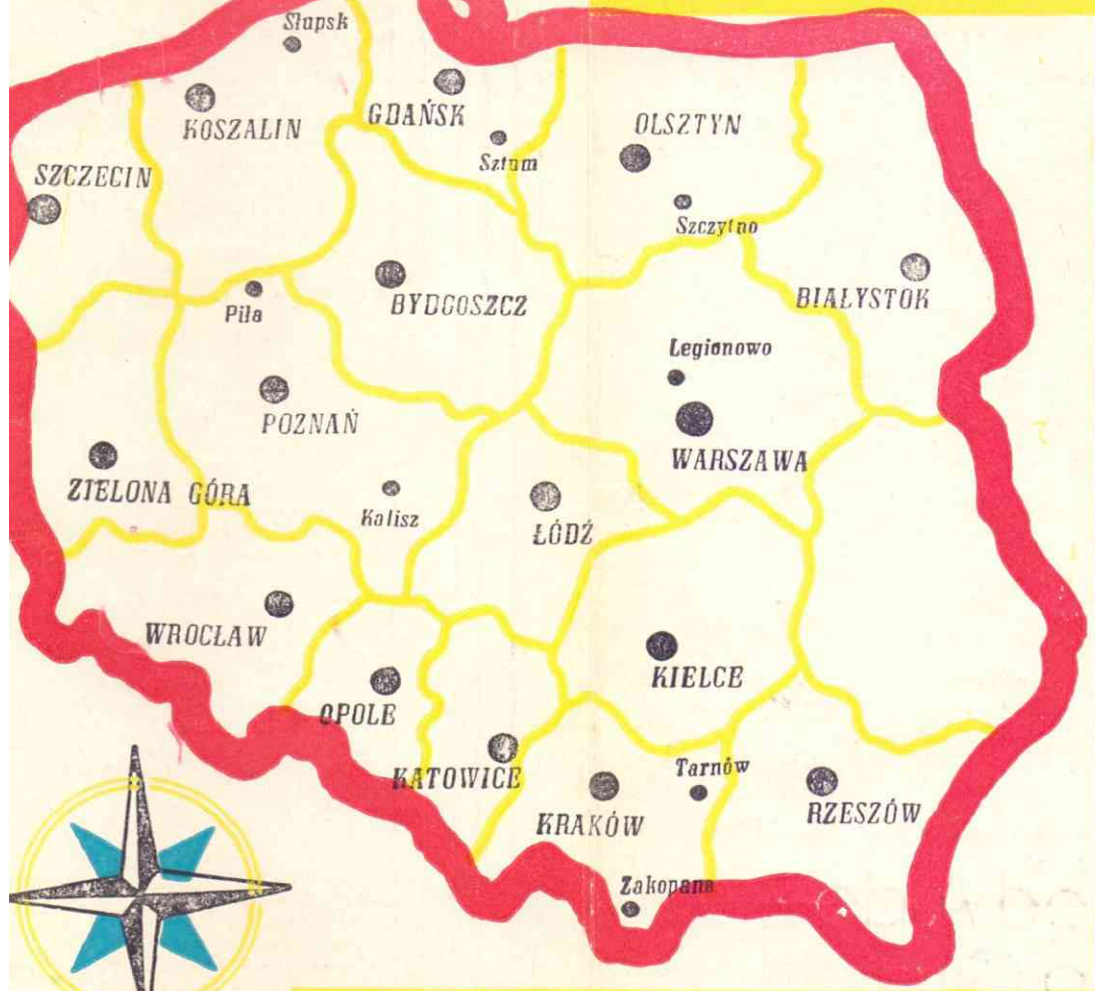 Słupsk
GDAŃSK
KOSZALIN
OLSZTYN
Sztum
SZCZECIN
Szczytno
BIAŁYSTOK
Piła
BYDGOSZCZ
Legionowo
POZNAŃ
WARSZAWA
ZIELONA GÓRA
Kalisz
ŁÓDŹ
WROCŁAW
KIELCE
OPOLE
KATOWICE
Tarnów
KRAKÓW
RZESZÓW
Zakopane